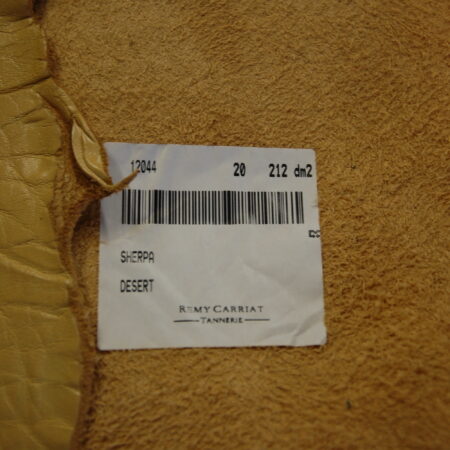 12044 20 212 dm2
SHERPA
DESERT
REMY CARRIAT
TANNERIE